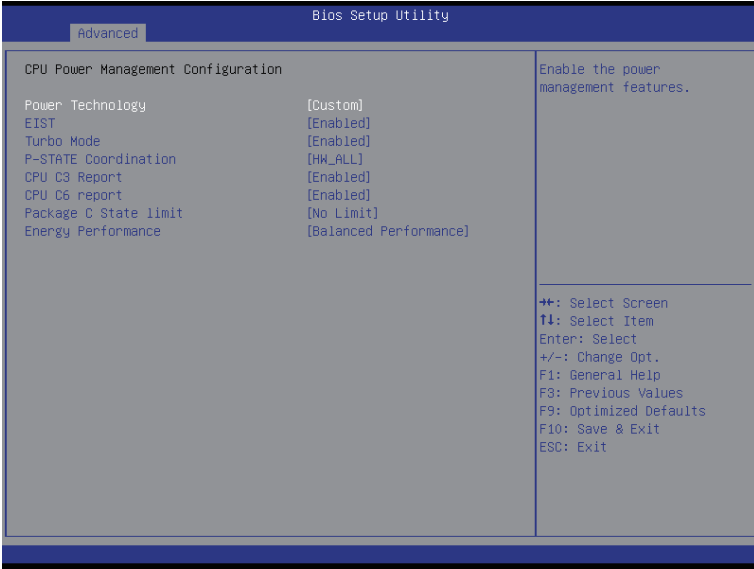 Bios Setup Utility
Advanced
CPU Power Management Configuration
Power Technology [Custom]
EIST [Enabled]
Turbo Mode [Enabled]
P-STATE Coordination [HW_ALL]
CPU C3 Report [Enabled]
CPU C6 report [Enabled]
Package C State limit [No Limit]
Energy Performance [Balanced Performance]
Enable the power
management features.
→←: Select Screen
↑↓: Select Item
Enter: Select
+/-: Change Opt.
F1: General Help
F3: Previous Values
F9: Optimized Defaults
F10: Save & Exit
ESC: Exit